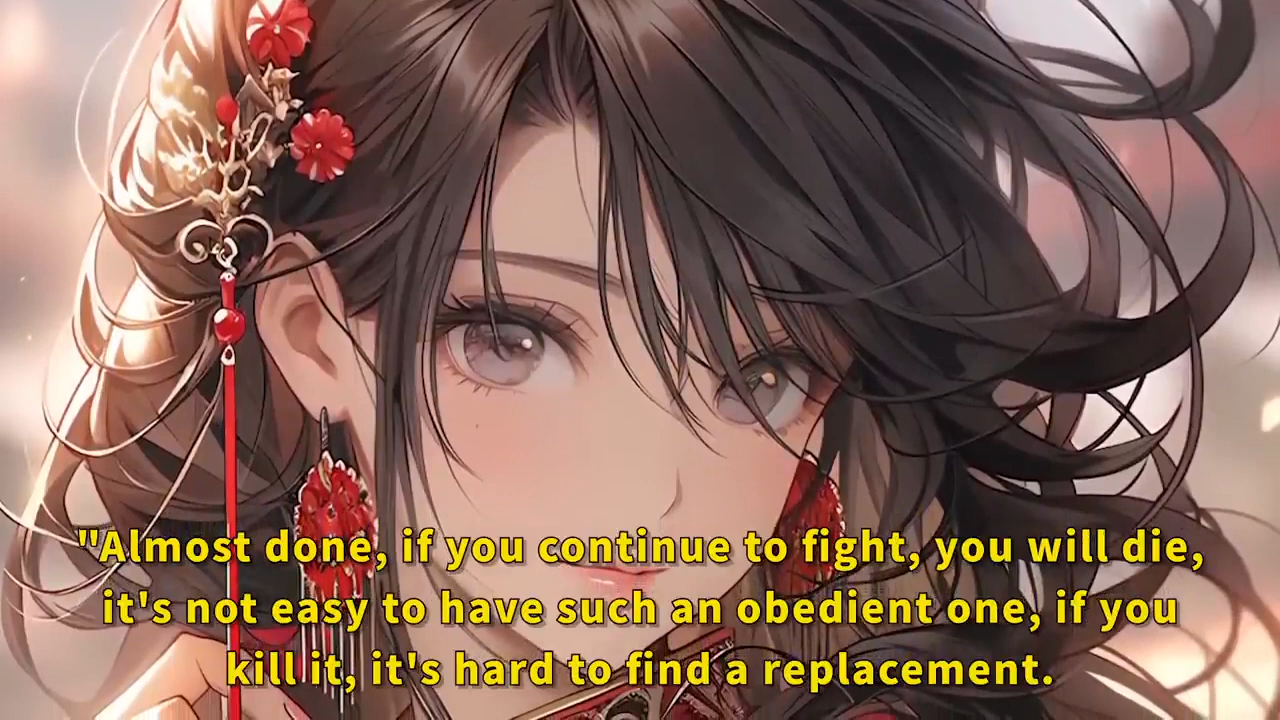 "Almost done, if you continue to fight, you will die,
it's not easy to have such an obedient one, if you
kill it, it's hard to find a replacement.